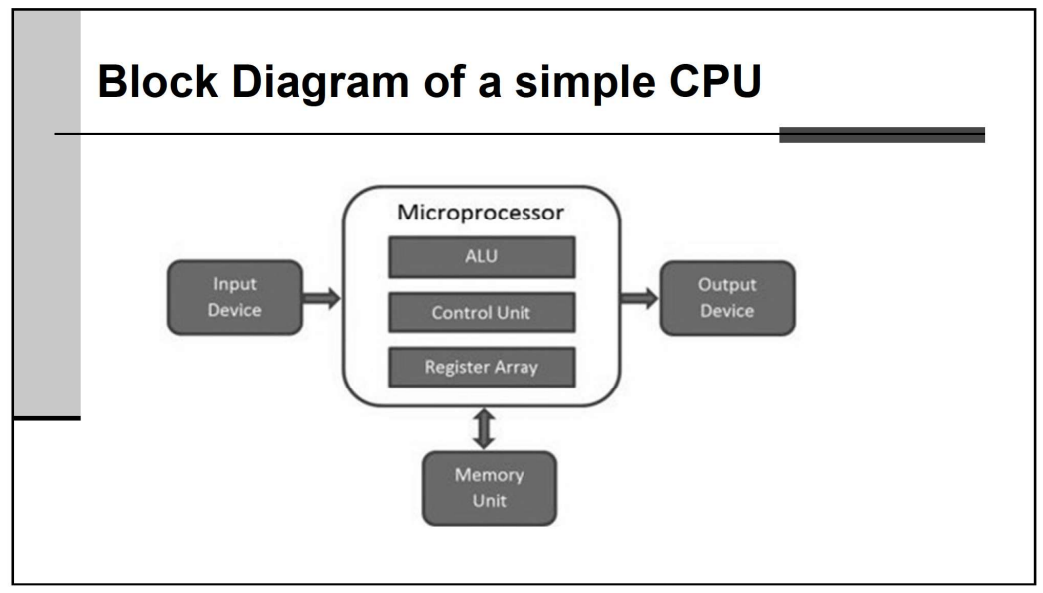 Block Diagram of a simple CPU
Microprocessor
ALU
Control Unit
Register Array
Input
Device
Output
Device
Memory
Unit